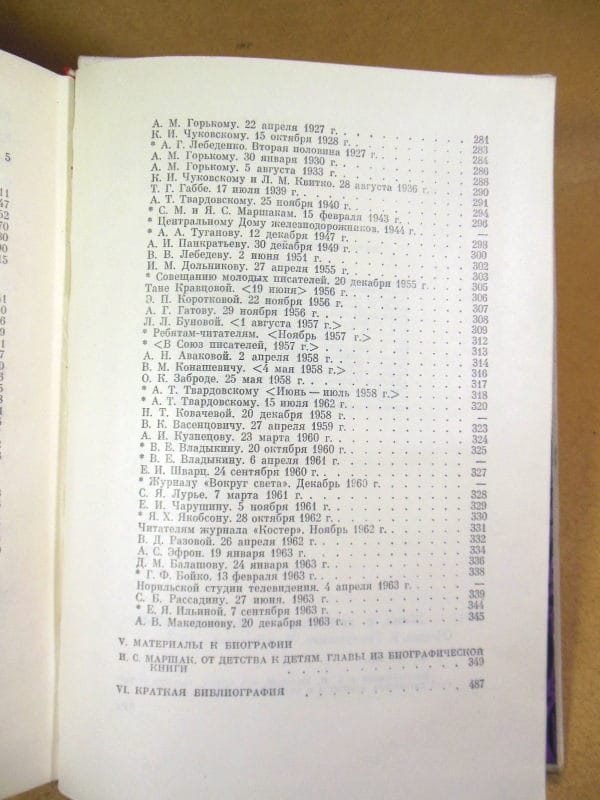 5
11
47
52
70
30
90
15
А. М. Горькому. 22 апреля 1927 г. . . . . . . . . . 281
К. И. Чуковскому. 15 октября 1928 г. . . . . . . . . . 283
* А. Г. Лебеденко. Вторая половина 1927 г. . . . . . . . 284
А. М. Горькому. 30 января 1930 г. . . . . . . . . . 286
А. М. Горькому. 5 августа 1933 г. . . . . . . . . . 288
К. И. Чуковскому и Л. М. Квитко. 28 августа 1936 г. . . . . 290
Т. Г. Габбе. 17 июля 1939 г. . . . . . . . . . 291
А. Т. Твардовскому. 25 ноября 1940 г. . . . . . . . . . 294
* С. М. и Я. С. Маршакам. 15 февраля 1943 г. . . . . . . . 296
* Центральному Дому железнодорожников. 1944 г. . . . . . . —
* А. А. Туганову. 12 декабря 1947 г. . . . . . . . . . 298
А. И. Панкратьеву. 30 декабря 1949 г. . . . . . . . . . 300
В. В. Лебедеву. 2 июня 1951 г. . . . . . . . . . 302
И. М. Дольникову. 27 апреля 1955 г. . . . . . . . . . 303
* Совещанию молодых писателей. 20 декабря 1955 г. . . . . . 305
Тане Кравцовой. <19 июня> 1956 г. . . . . . . . . . 306
Э. П. Коротковой. 22 ноября 1956 г. . . . . . . . . . 307
А. Г. Гатову. 29 ноября 1956 г. . . . . . . . . . 308
Л. Л. Буновой. <1 августа 1957 г.> . . . . . . . . . 309
* Ребятам-читателям. <Ноябрь 1957 г.> . . . . . . . . . 312
* <В Союз писателей, 1957 г.> . . . . . . . . . 313
А. Н. Аваковой. 2 апреля 1958 г. . . . . . . . . . 314
В. М. Конашевичу. <4 мая 1958 г.> . . . . . . . . . 316
О. К. Заброде. 25 мая 1958 г. . . . . . . . . . 317
* А. Т. Твардовскому <Июнь — июль 1958 г.> . . . . . . . 318
* А. Т. Твардовскому. 15 июля 1962 г. . . . . . . . . . 320
Н. Т. Ковачевой. 20 декабря 1958 г. . . . . . . . . . —
В. К. Васенцовичу. 27 апреля 1959 г. . . . . . . . . . 323
А. И. Кузнецову. 23 марта 1960 г. . . . . . . . . . 324
* В. Е. Владыкину. 20 октября 1960 г. . . . . . . . . . 325
* В. Е. Владыкину. 6 апреля 1961 г. . . . . . . . . . —
Е. И. Шварц. 24 сентября 1960 г. . . . . . . . . . 327
* Журналу «Вокруг света». Декабрь 1960 г. . . . . . . . . —
С. Я. Лурье. 7 марта 1961 г. . . . . . . . . . 328
Е. И. Чарушину. 5 ноября 1961 г. . . . . . . . . . 329
* Я. Х. Якобсону. 28 октября 1962 г. . . . . . . . . . 330
Читателям журнала «Костер». Ноябрь 1962 г. . . . . . . . 331
В. Д. Разовой. 26 апреля 1962 г. . . . . . . . . . 332
А. С. Эфрон. 19 января 1963 г. . . . . . . . . . 334
Д. М. Балашову. 24 января 1963 г. . . . . . . . . . 336
* Г. Ф. Бойко. 13 февраля 1963 г. . . . . . . . . . 338
Норильской студии телевидения. 4 апреля 1963 г. . . . . . —
С. Б. Рассадину. 27 июня. 1963 г. . . . . . . . . . 339
* Е. Я. Ильиной. 7 сентября 1963 г. . . . . . . . . . 344
А. В. Македонову. 20 декабря 1963 г. . . . . . . . . . 345
V. МАТЕРИАЛЫ К БИОГРАФИИ
И. С. МАРШАК. ОТ ДЕТСТВА К ДЕТЯМ. ГЛАВЫ ИЗ БИОГРАФИЧЕСКОЙ
КНИГИ . . . . . . . . . 349
VI. КРАТКАЯ БИБЛИОГРАФИЯ . . . . . . . . . 487